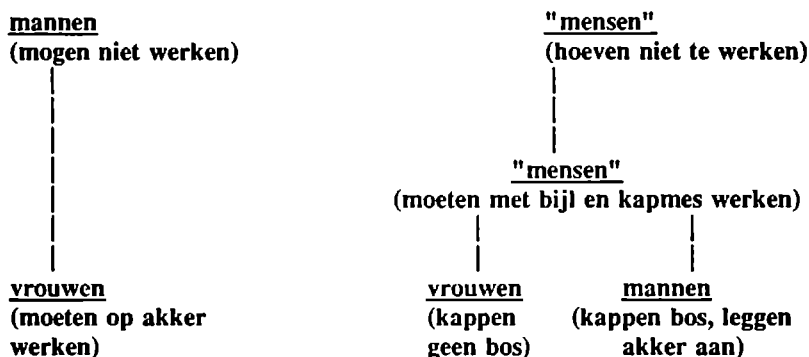 mannen
(mogen niet werken)
"mensen"
(hoeven niet te werken)
"mensen"
(moeten met bijl en kapmes werken)
vrouwen
(moeten op akker
werken)
vrouwen
(kappen
geen bos)
mannen
(kappen bos, leggen
akker aan)